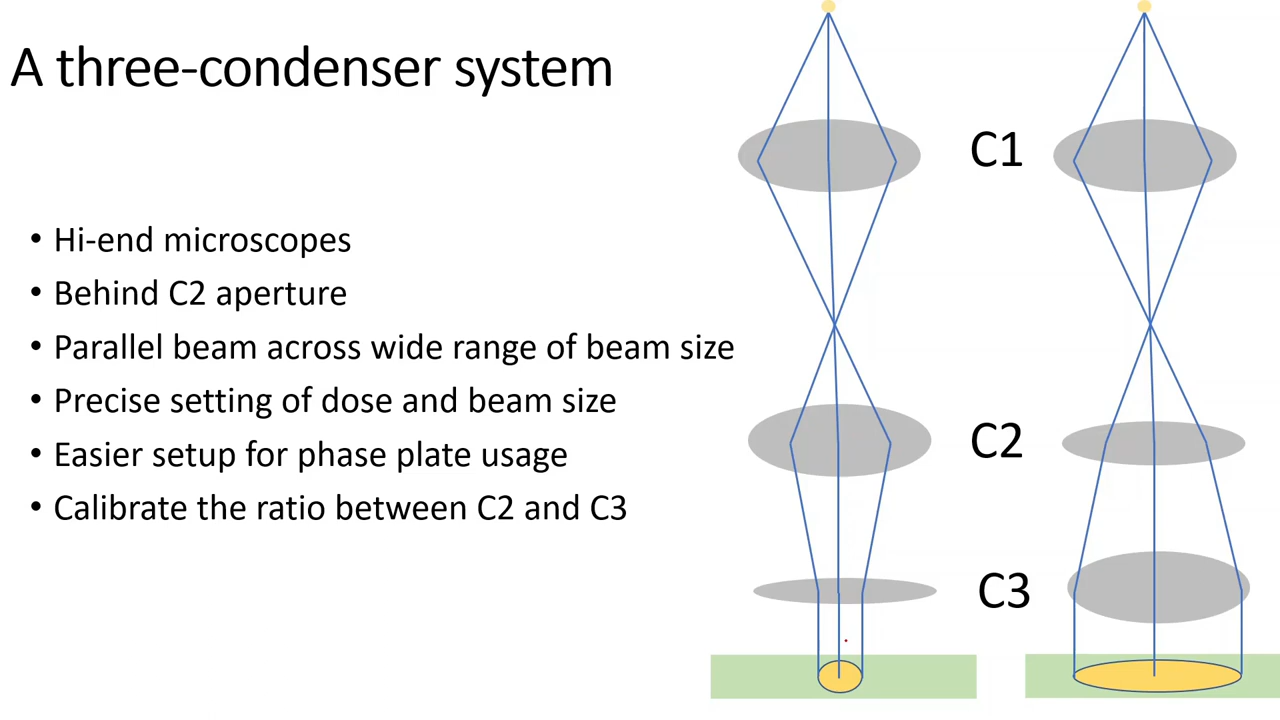 A three-condenser system
• Hi-end microscopes
• Behind C2 aperture
• Parallel beam across wide range of beam size
• Precise setting of dose and beam size
• Easier setup for phase plate usage
• Calibrate the ratio between C2 and C3
C1
C2
C3